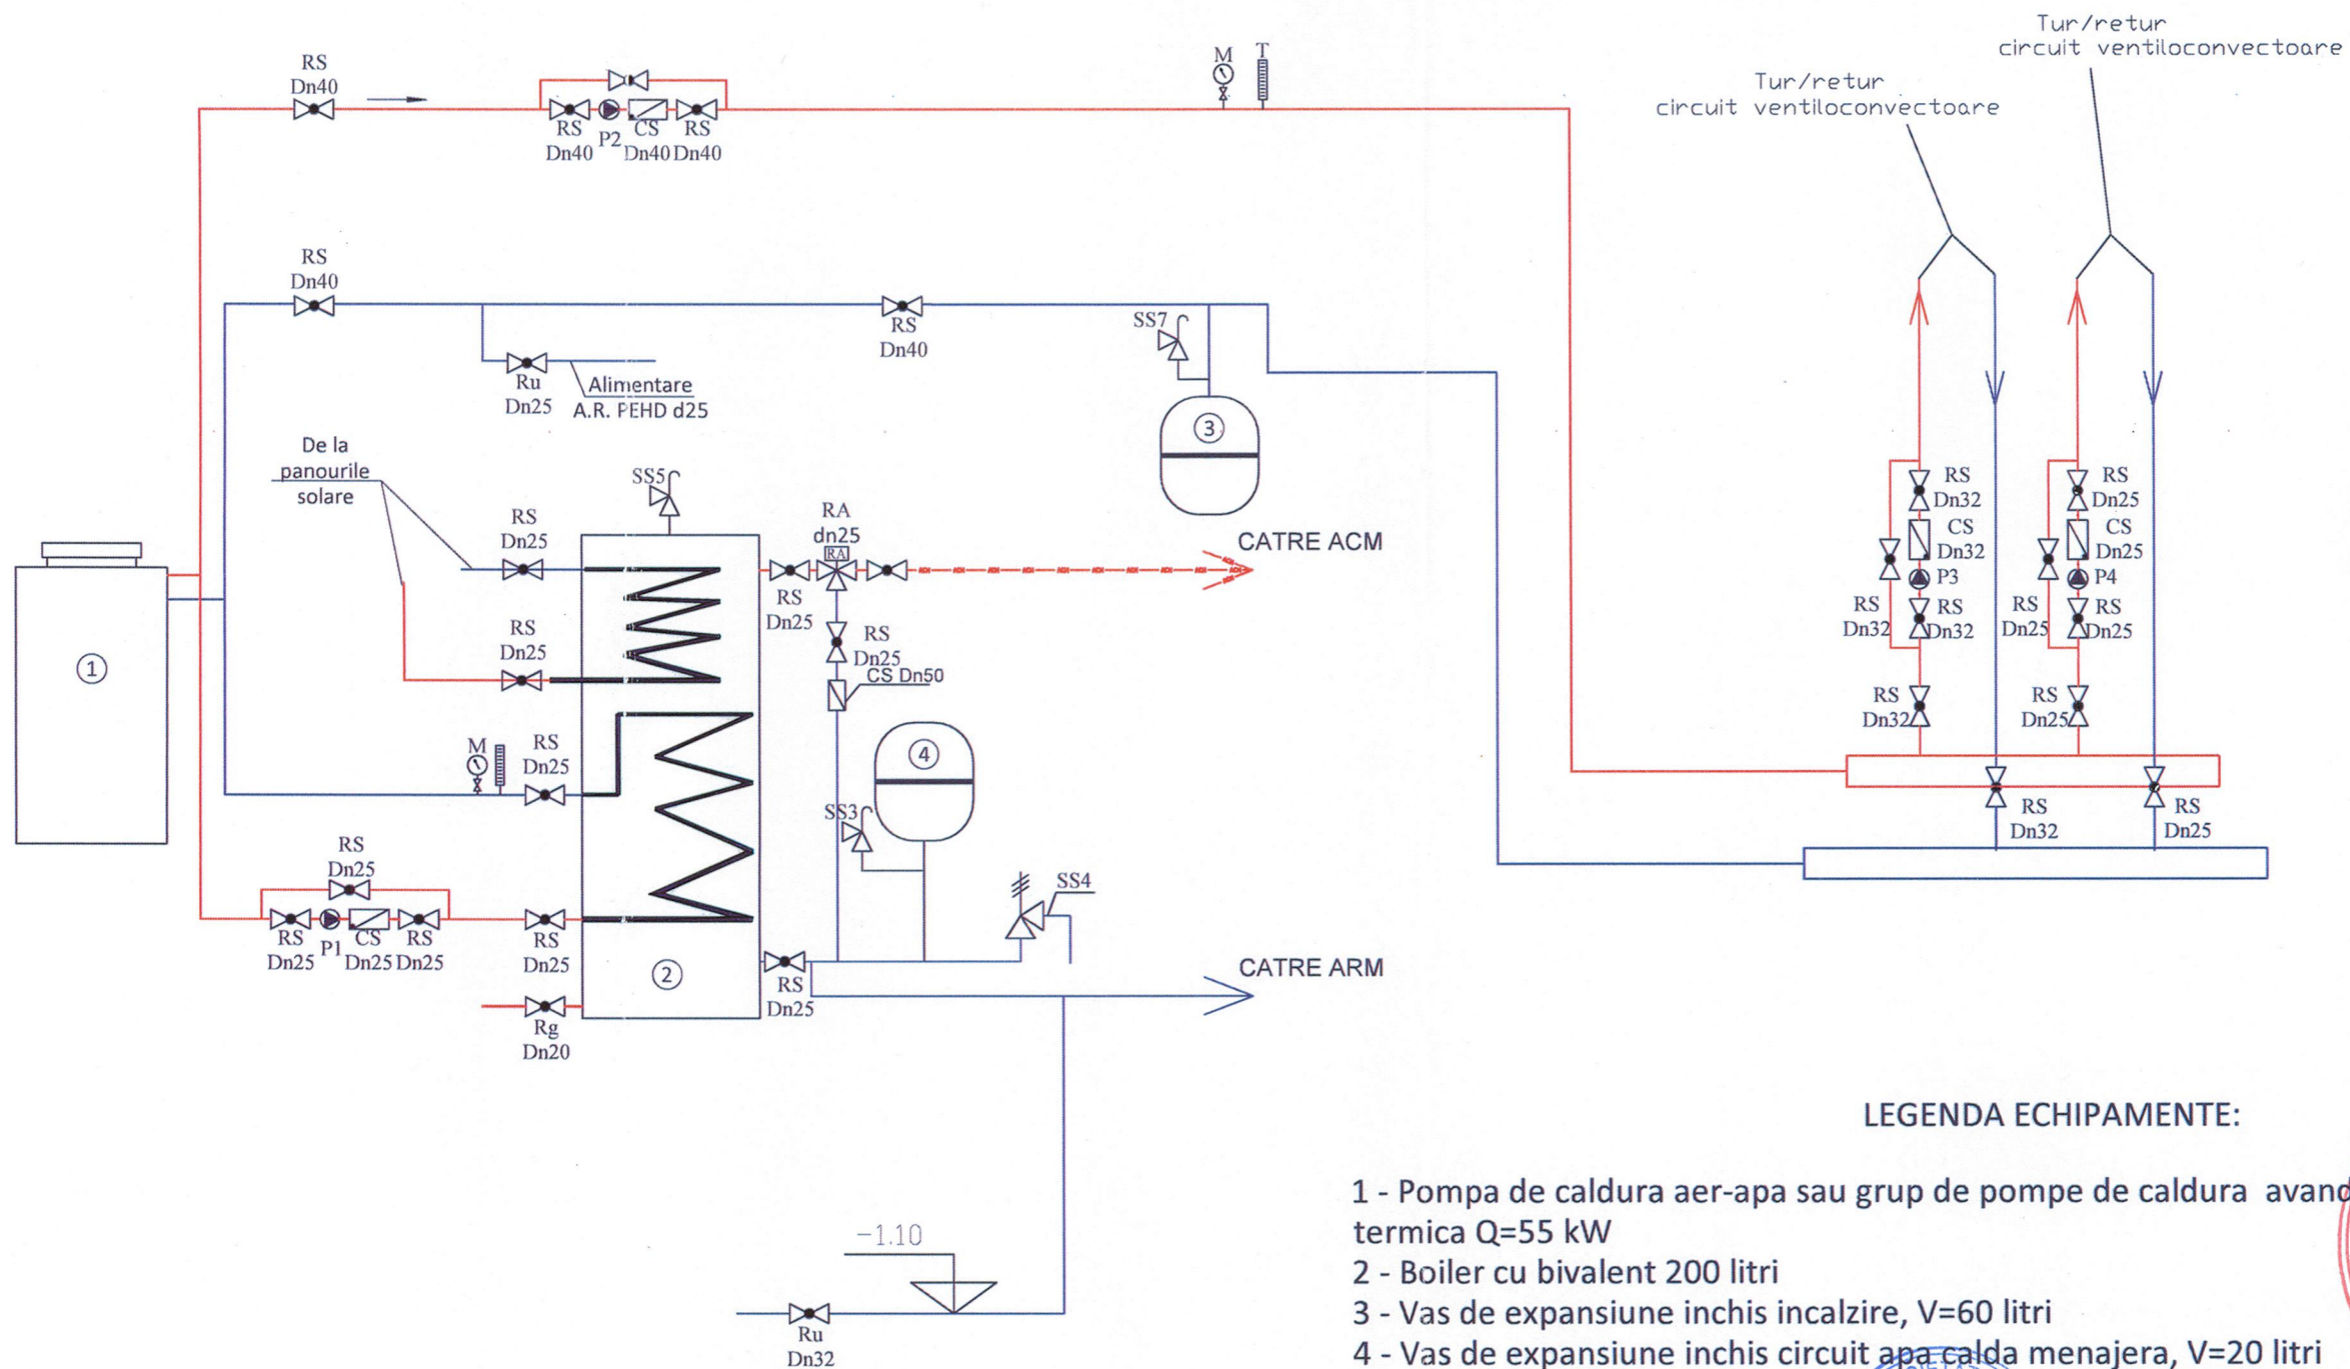 Tur/retur
circuit ventiloconvectoare
Tur/retur
circuit ventiloconvectoare
RS
Dn40
M
T
RS
Dn40
P2
CS
Dn40
RS
Dn40
RS
Dn40
RS
Dn40
SS7
Ru
Dn25
Alimentare
A.R. PEHD d25
3
De la
panourile
solare
SS5
RS
Dn25
RA
dn25
RA
CATRE ACM
RS
Dn32
CS
Dn32
P3
RS
Dn32
RS
Dn32
RS
Dn32
RS
Dn25
CS
Dn25
P4
RS
Dn25
RS
Dn25
RS
Dn25
RS
Dn25
RS
Dn25
RS
Dn25
CS Dn50
1
M
RS
Dn25
4
SS3
RS
Dn32
RS
Dn25
RS
Dn25
RS
Dn25
P1
CS
Dn25
RS
Dn25
RS
Dn25
SS4
2
RS
Dn25
CATRE ARM
Rg
Dn20
-1.10
Ru
Dn32
LEGENDA ECHIPAMENTE:
1 - Pompa de caldura aer-apa sau grup de pompe de caldura avand
termica Q=55 kW
2 - Boiler cu bivalent 200 litri
3 - Vas de expansiune inchis incalzire, V=60 litri
4 - Vas de expansiune inchis circuit apa calda menajera, V=20 litri